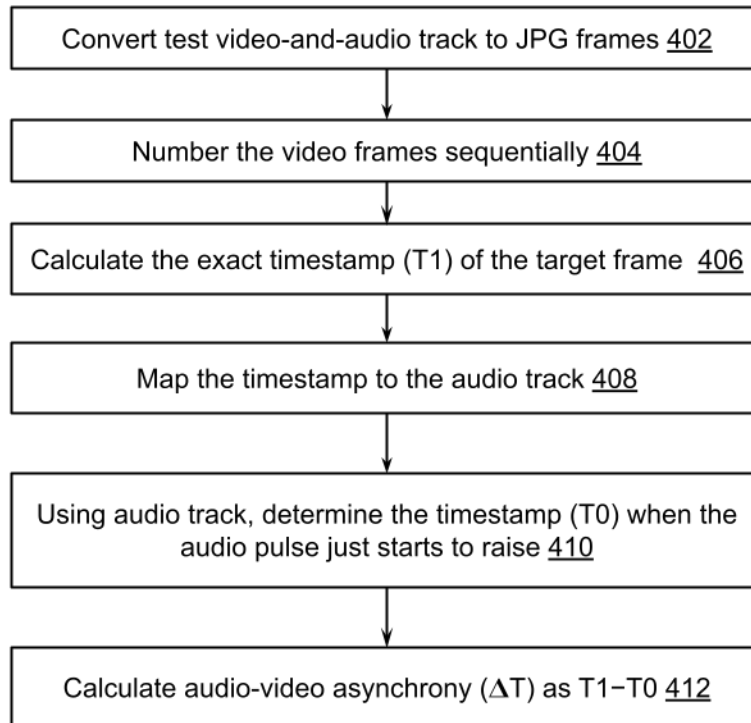 Convert test video-and-audio track to JPG frames 402
Number the video frames sequentially 404
Calculate the exact timestamp (T1) of the target frame 406
Map the timestamp to the audio track 408
Using audio track, determine the timestamp (T0) when the
audio pulse just starts to raise 410
Calculate audio-video asynchrony (ΔT) as T1−T0 412